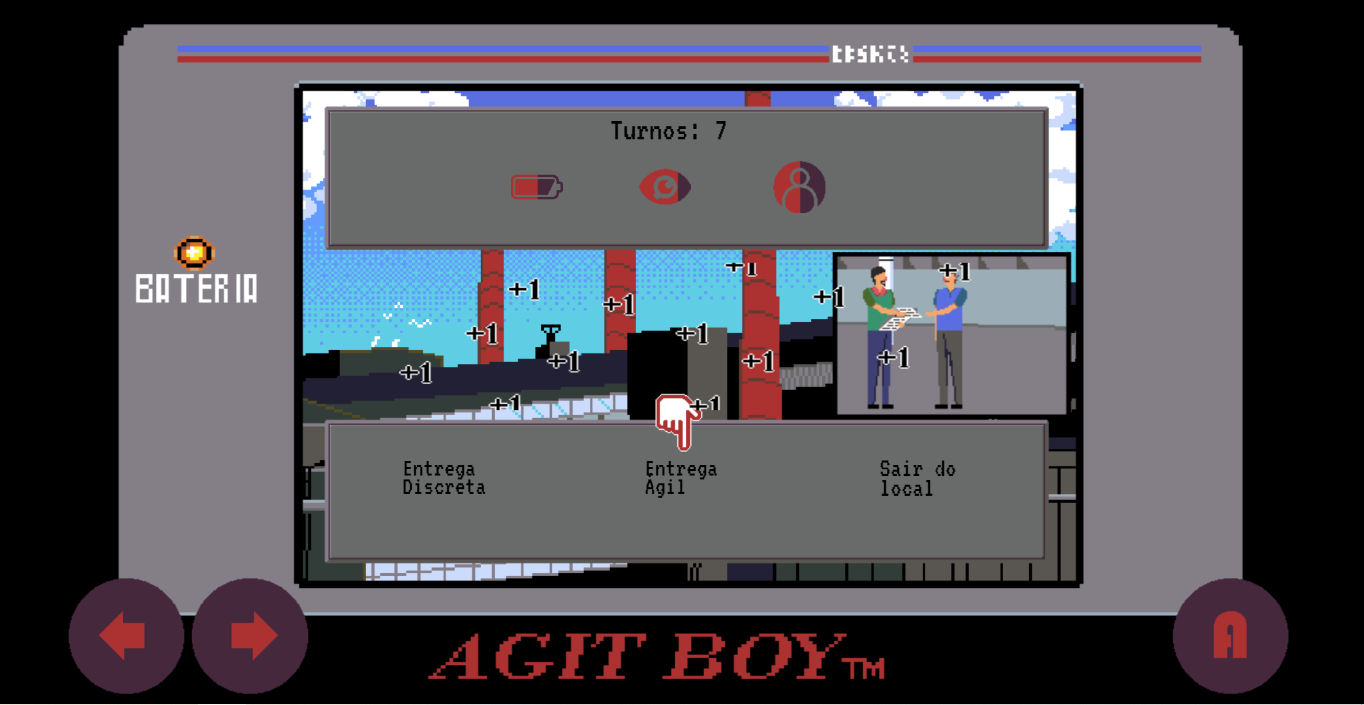 Turnos: 7
+1
+1
+1
+1
+1
+1
+1
+1
+1
+1
+1
+1
+1
BATERIA
Entrega
Discreta
Entrega
Ágil
Sair do
local
A
AGIT BOY™